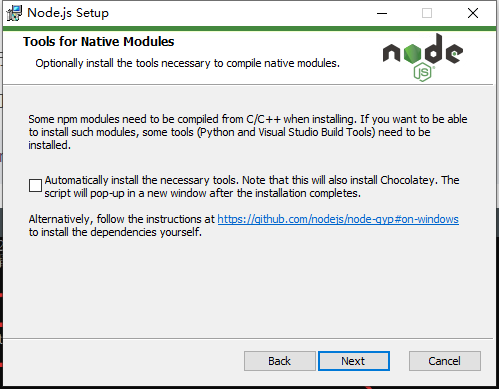 Node.js Setup
Tools for Native Modules
Optionally install the tools necessary to compile native modules.
node
JS
Some npm modules need to be compiled from C/C++ when installing. If you want to be able
to install such modules, some tools (Python and Visual Studio Build Tools) need to be
installed.
Automatically install the necessary tools. Note that this will also install Chocolatey. The
script will pop-up in a new window after the installation completes.
Alternatively, follow the instructions at https://github.com/nodejs/node-gyp#on-windows
to install the dependencies yourself.
Back
Next
Cancel